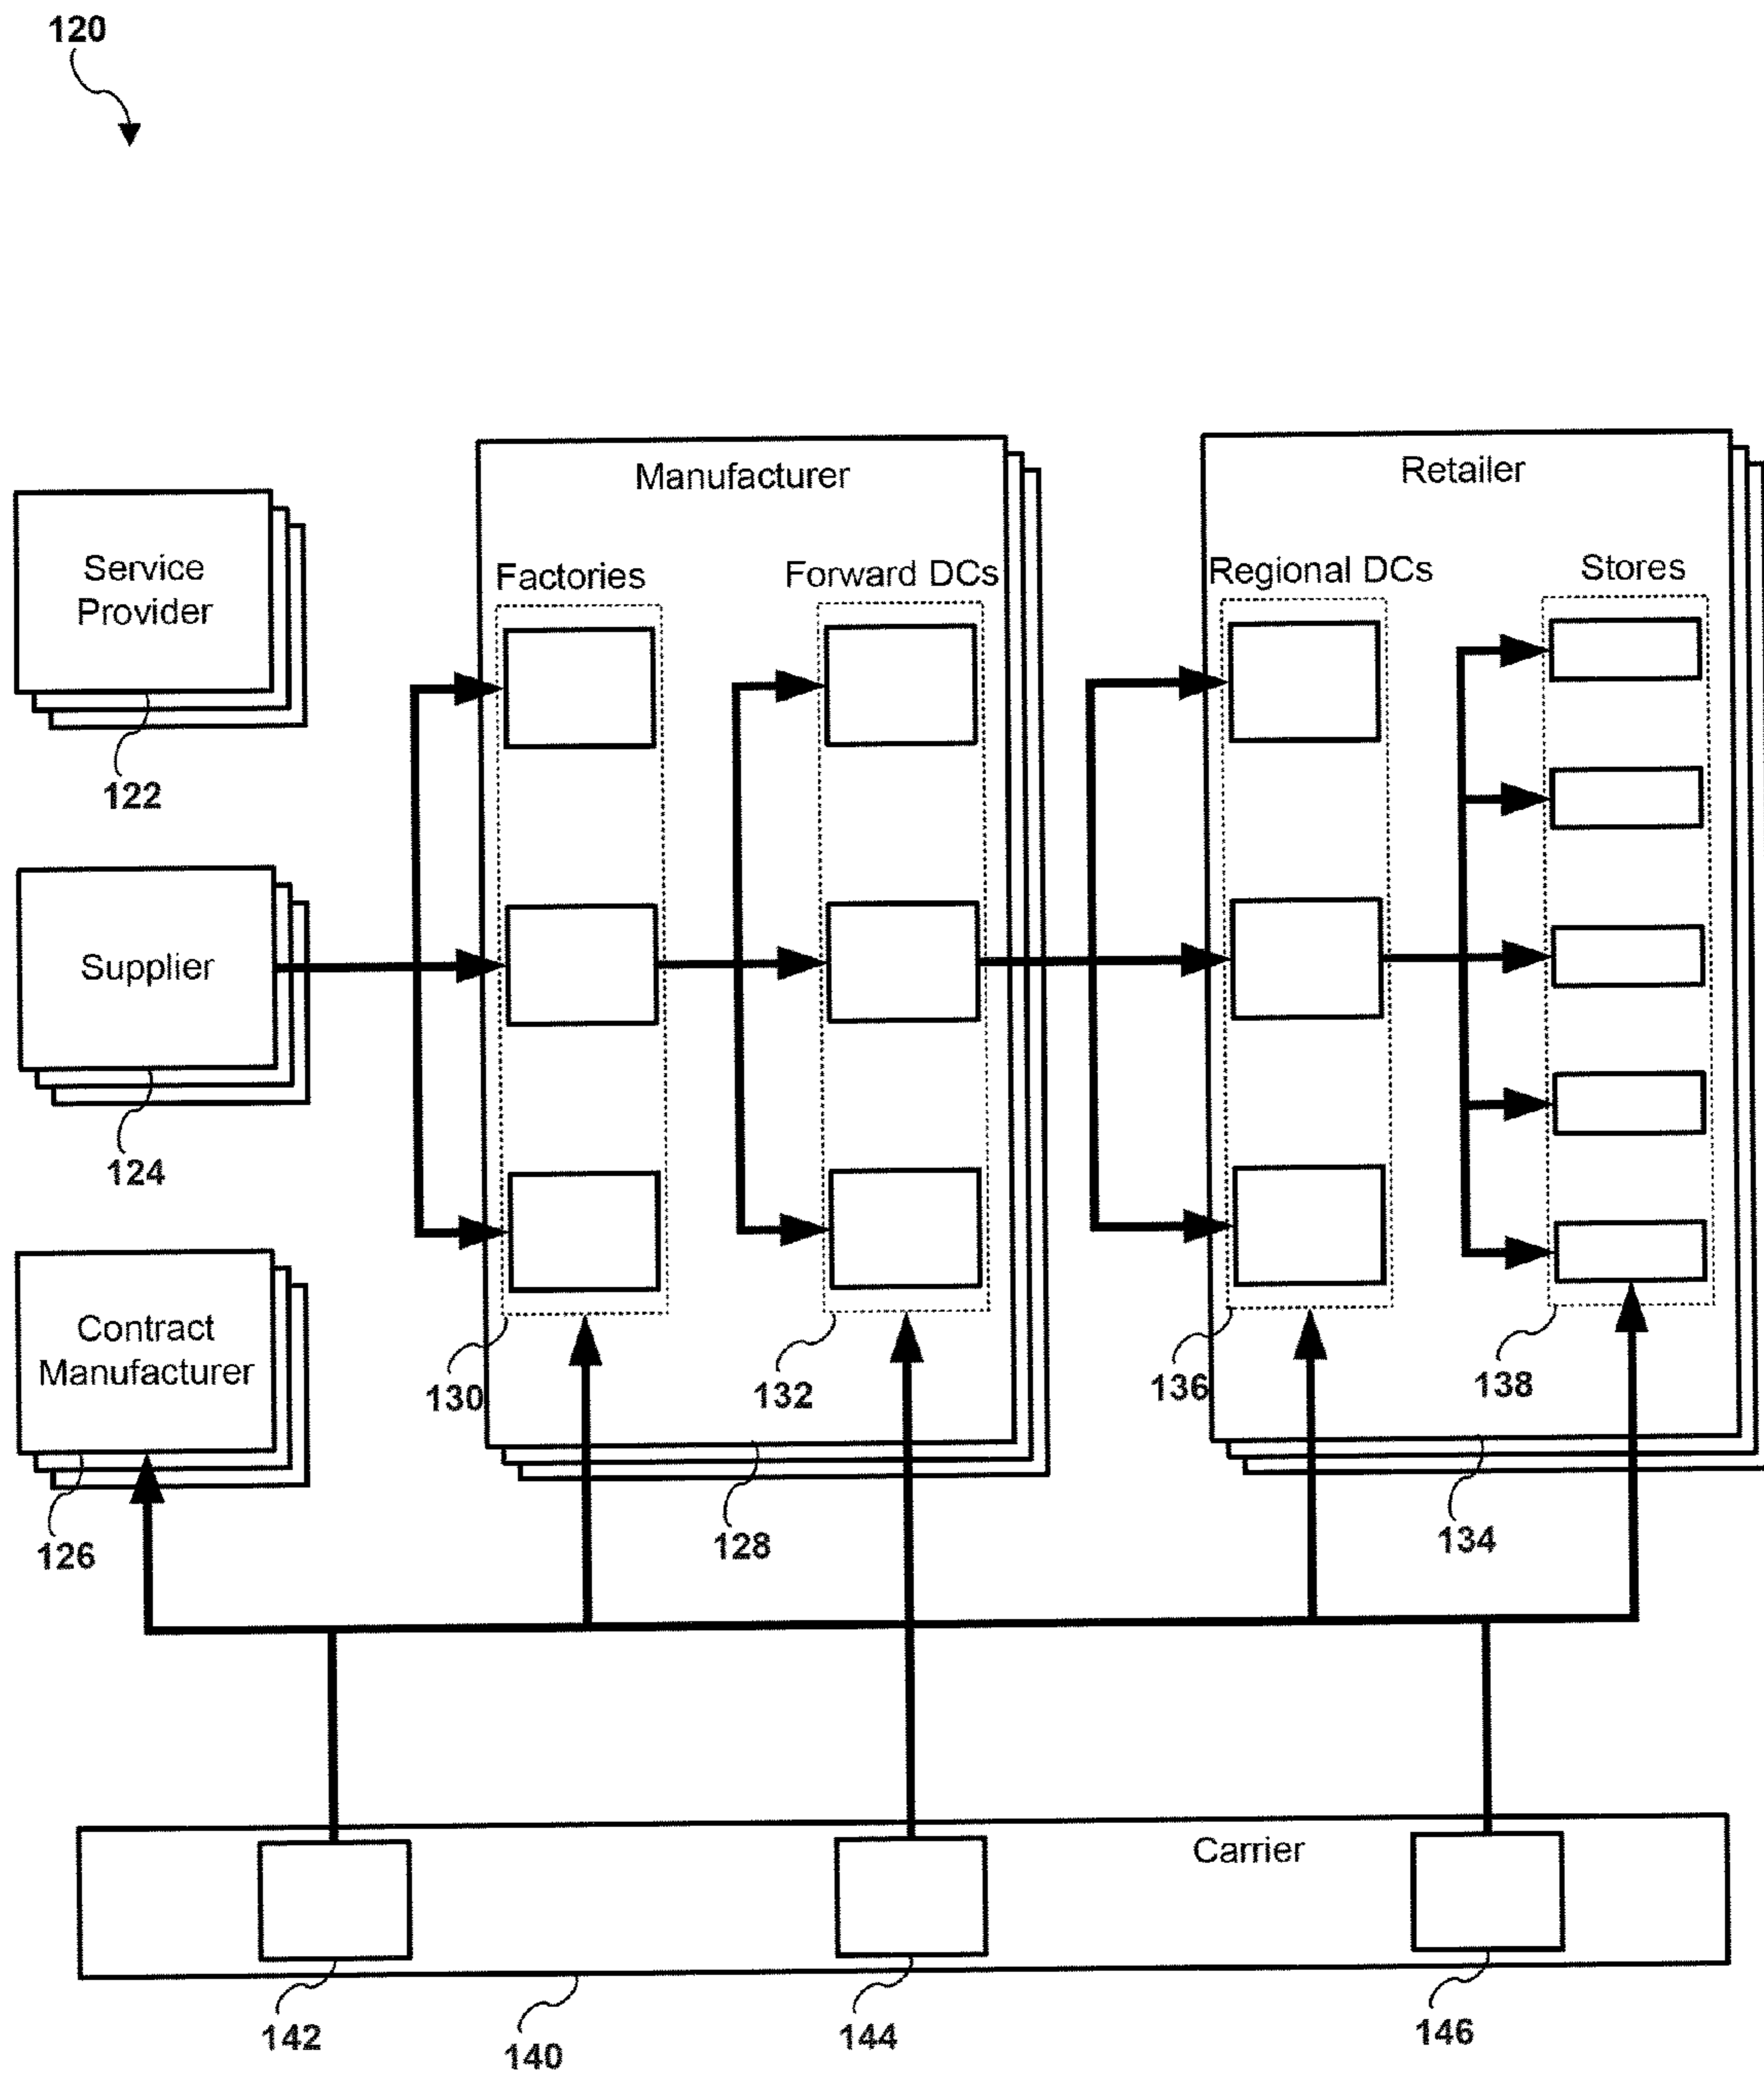 120
Manufacturer
Retailer
Service
Provider
Factories
Forward DCs
Regional DCs
Stores
122
Supplier
124
Contract
Manufacturer
130
132
136
138
126
128
134
Carrier
142
140
144
146